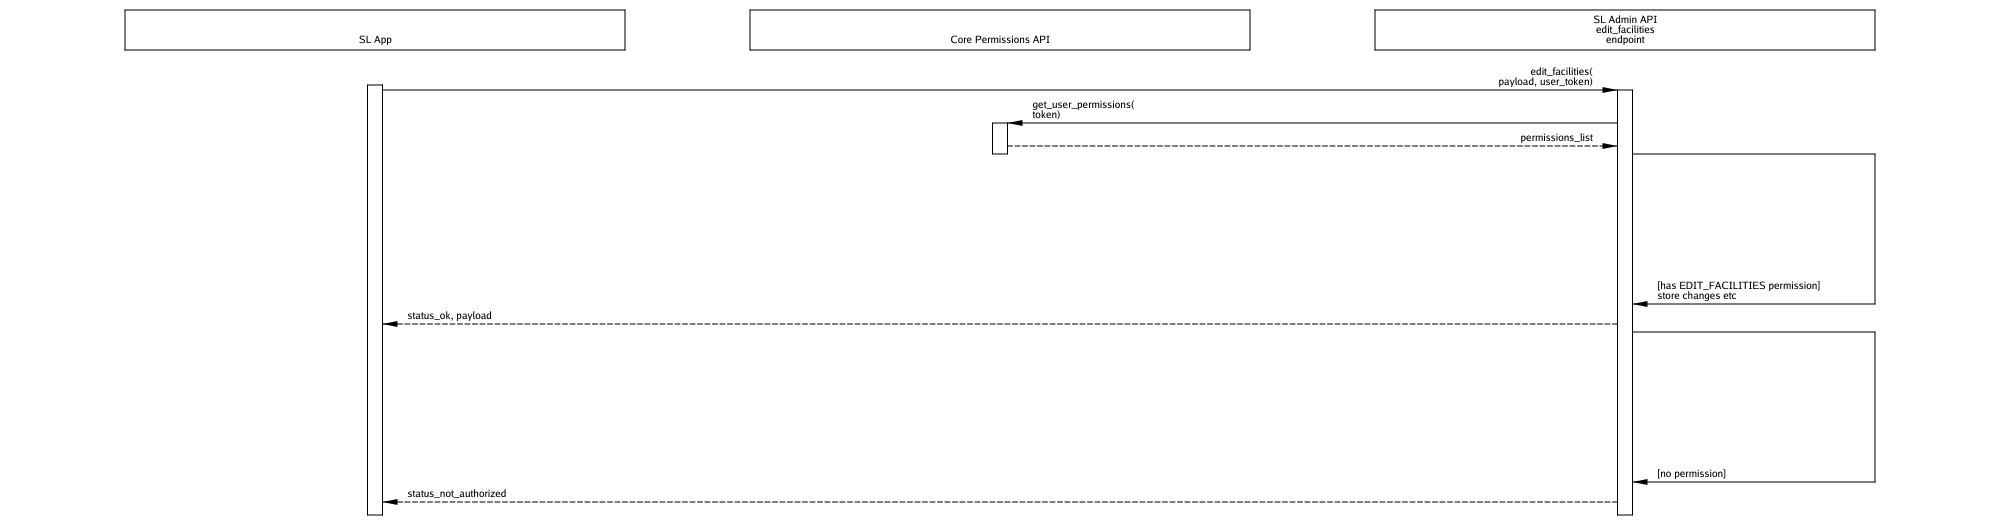 SL App
Core Permissions API
SL Admin API
edit_facilities
endpoint
edit_facilities(
payload, user_token)
get_user_permissions(
token)
permissions_list
[has EDIT_FACILITIES permission]
store changes etc
status_ok, payload
[no permission]
status_not_authorized